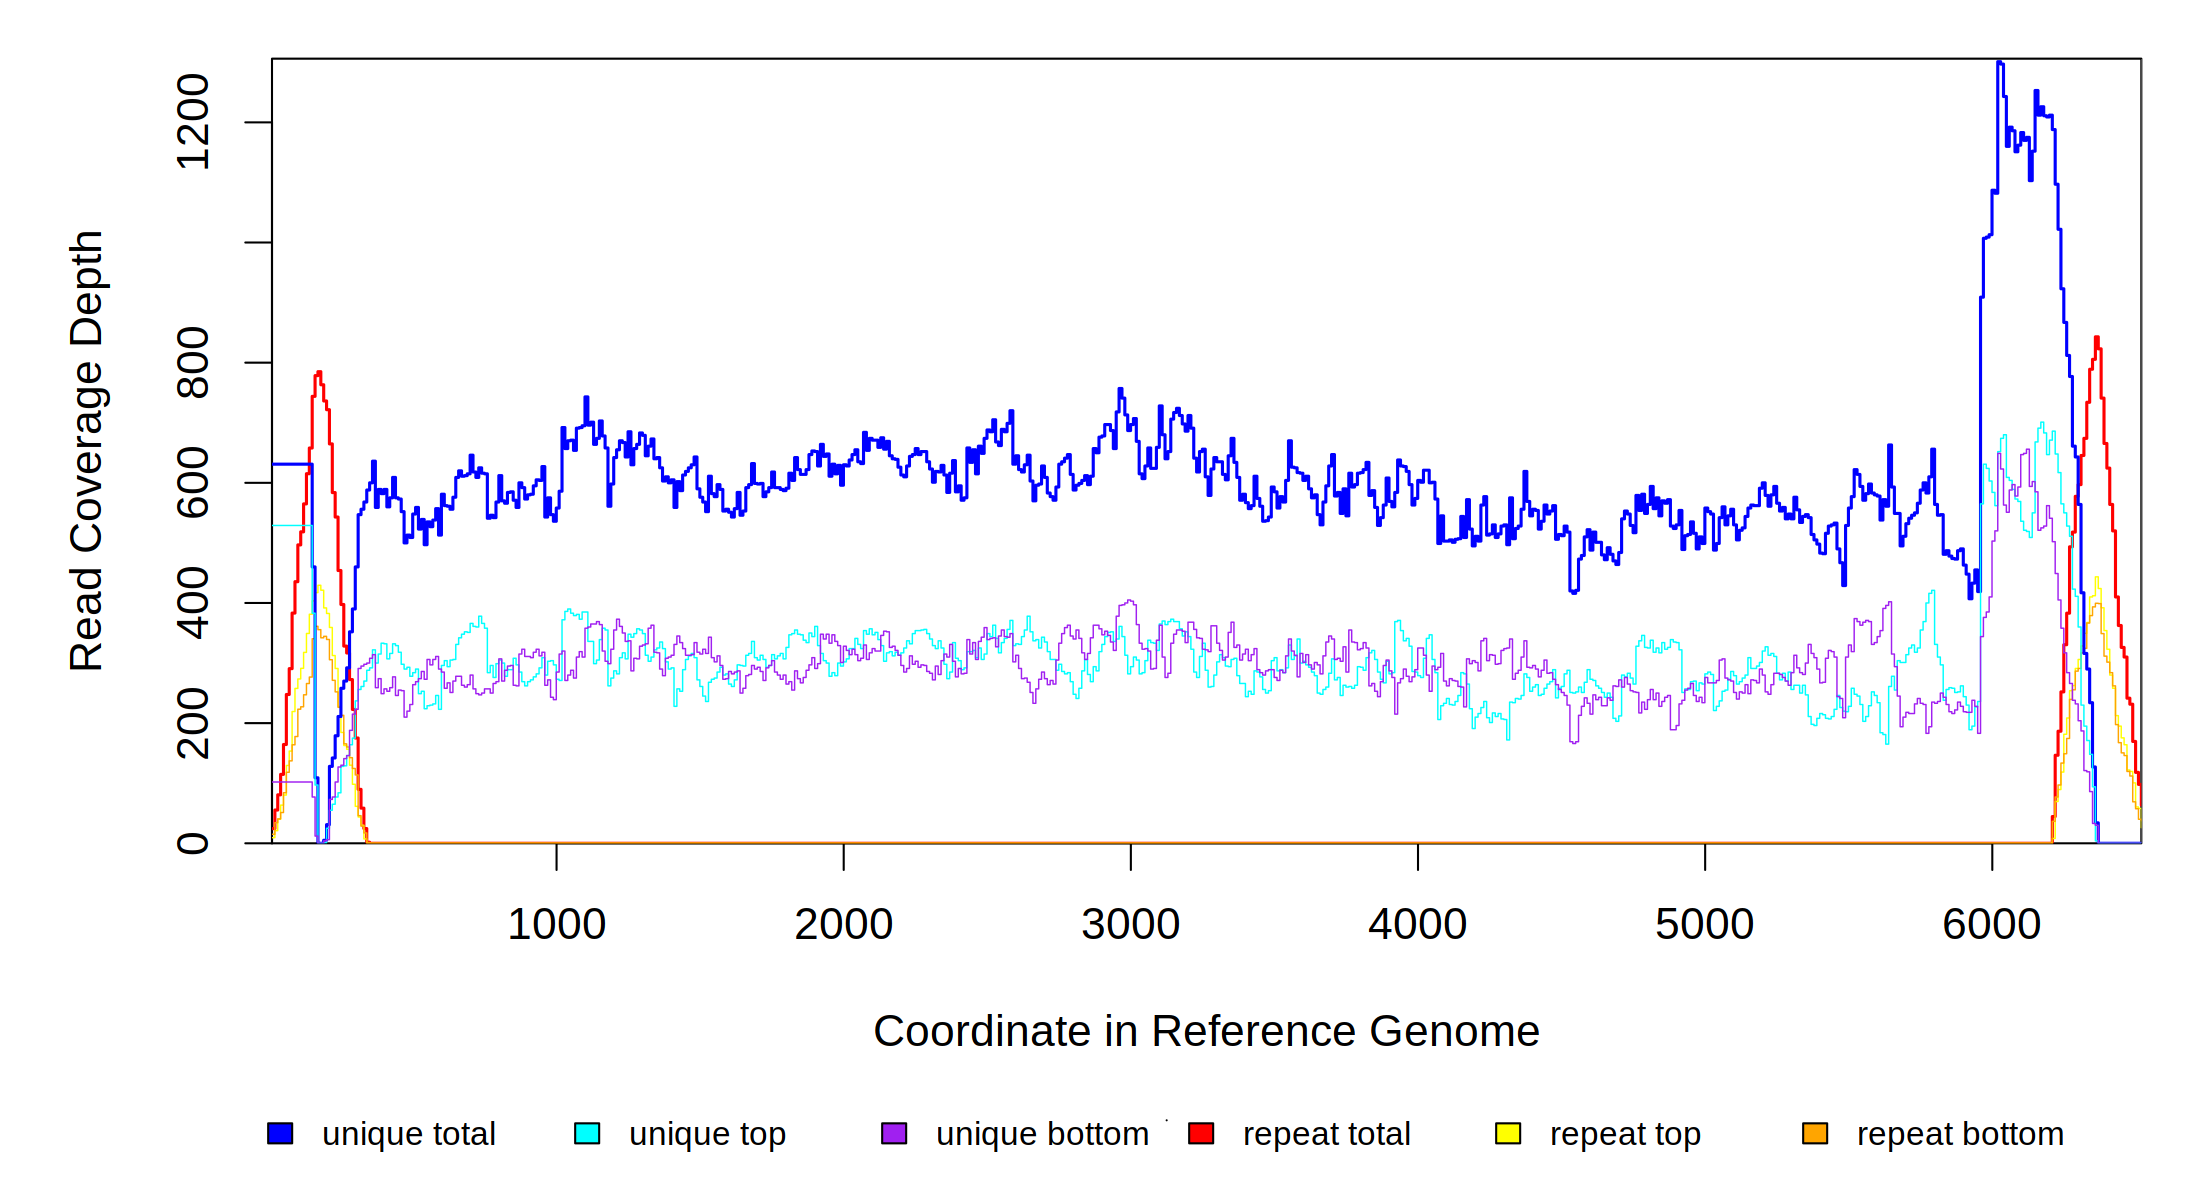 Read Coverage Depth
1200
800
600
400
200
0
1000 2000 3000 4000 5000 6000
Coordinate in Reference Genome
unique total unique top unique bottom repeat total repeat top repeat bottom